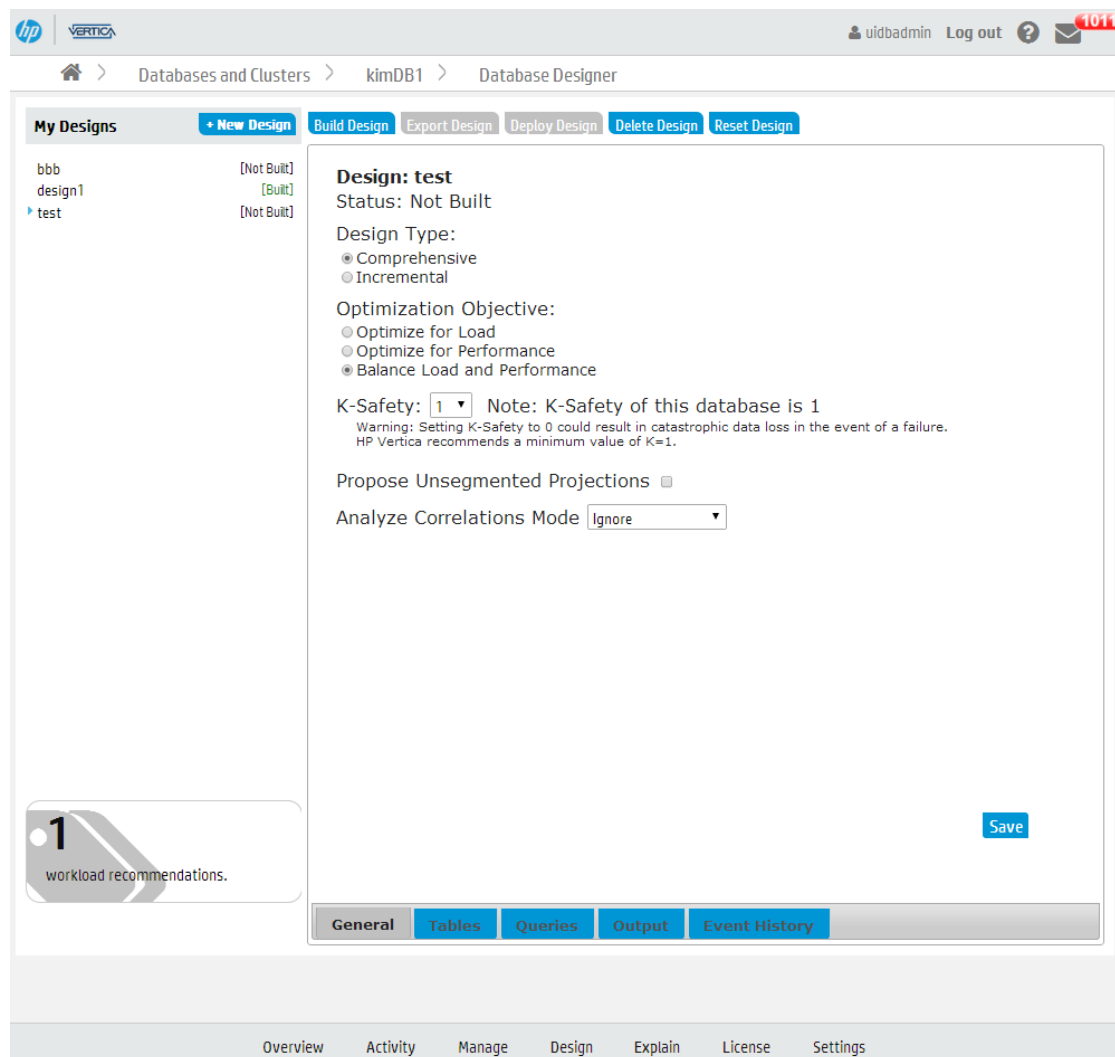 hp VERTICA uidbadmin Log out ? 1011
Databases and Clusters kimDB1 Database Designer
My Designs + New Design Build Design Export Design Deploy Design Delete Design Reset Design
bbb [Not Built]
design1 [Built]
test [Not Built]
Design: test
Status: Not Built
Design Type:
Comprehensive
Incremental
Optimization Objective:
Optimize for Load
Optimize for Performance
Balance Load and Performance
K-Safety: 1 Note: K-Safety of this database is 1
Warning: Setting K-Safety to 0 could result in catastrophic data loss in the event of a failure.
HP Vertica recommends a minimum value of K=1.
Propose Unsegmented Projections
Analyze Correlations Mode Ignore
1
workload recommendations.
Save
General Tables Queries Output Event History
Overview Activity Manage Design Explain License Settings